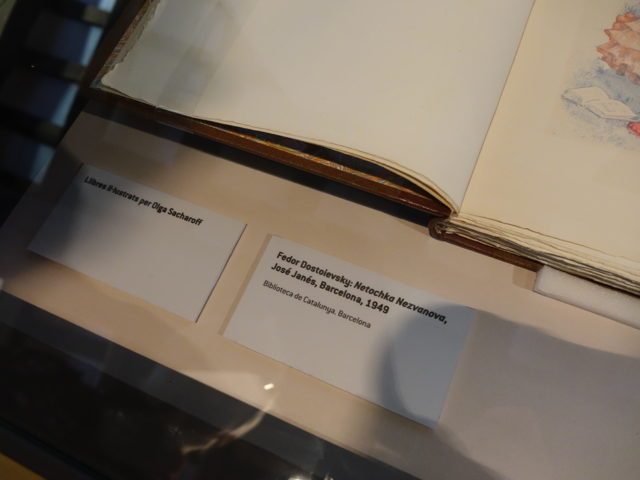 Llibres il·lustrats per Olga Sacharoff
Fedor Dostoievsky: Netochka Nezvanova,
José Janés, Barcelona, 1949
Biblioteca de Catalunya. Barcelona